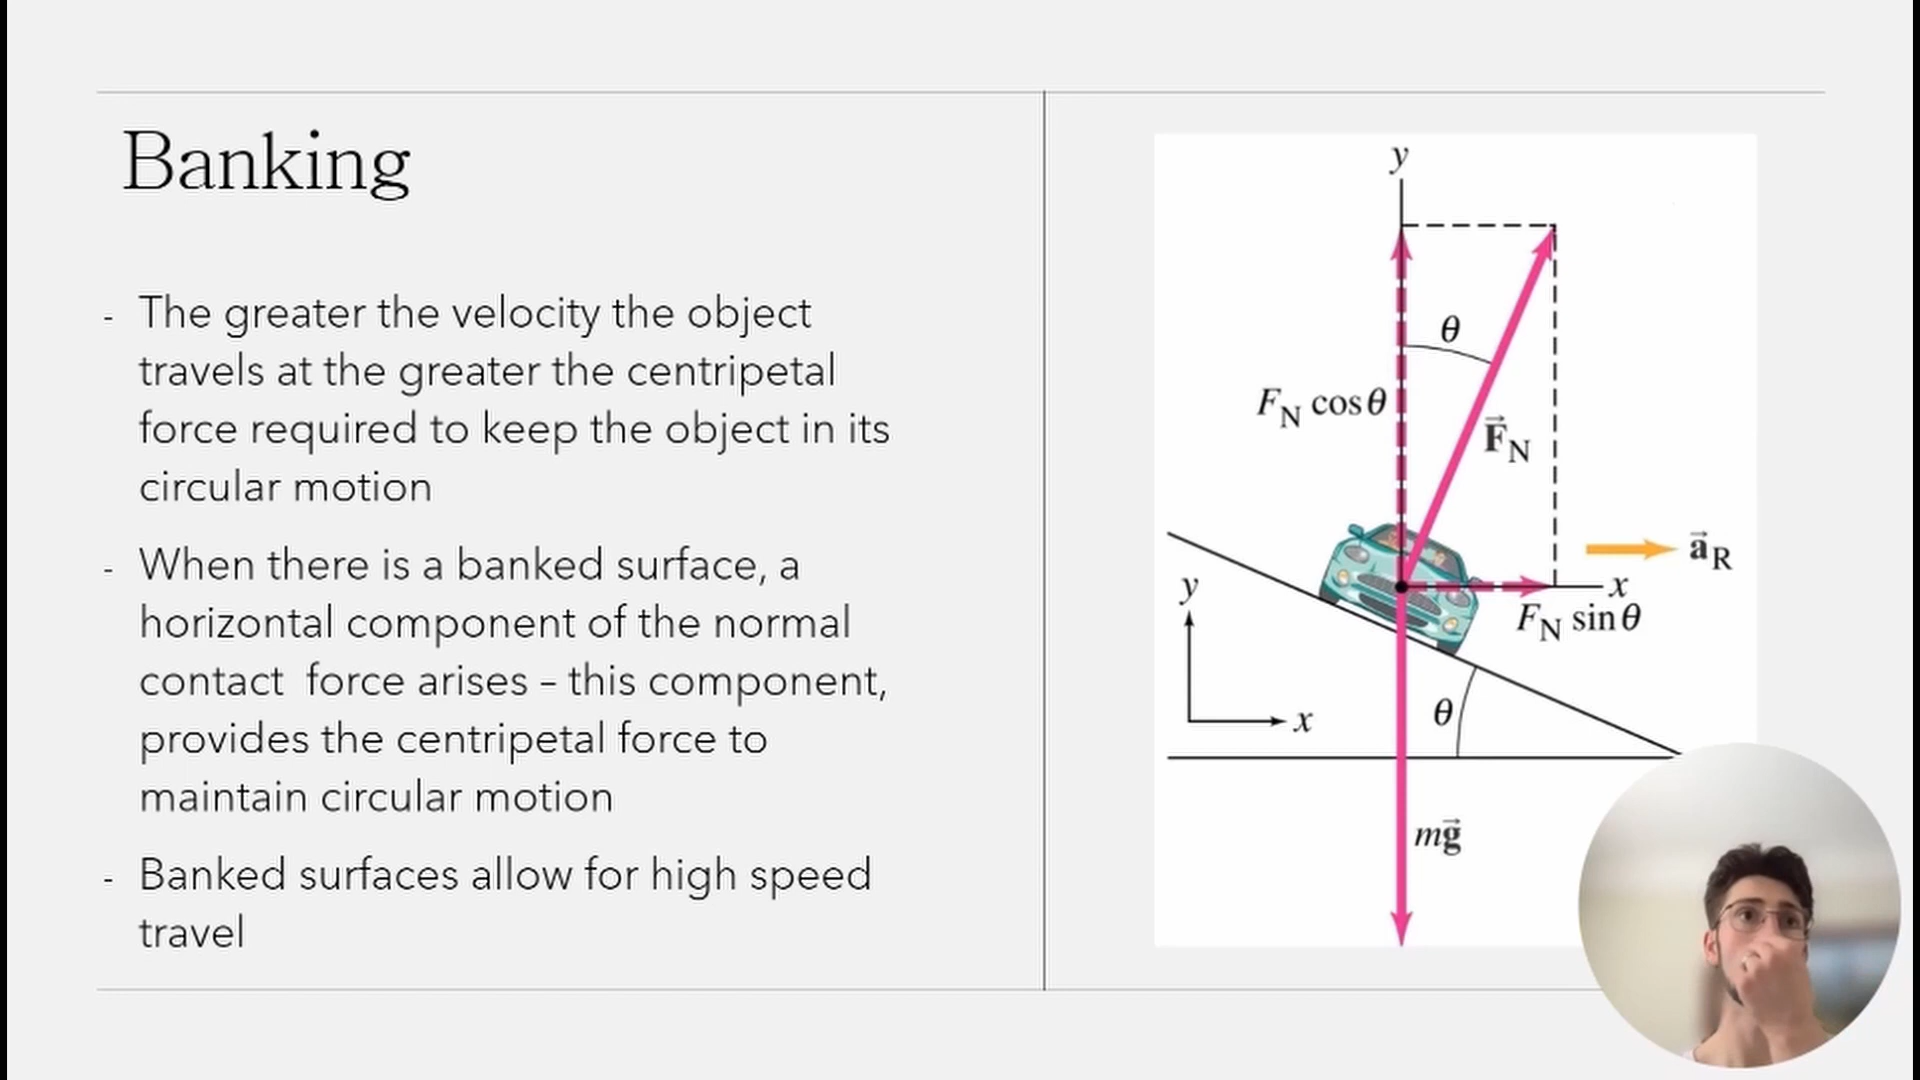 Banking
- The greater the velocity the object
travels at the greater the centripetal
force required to keep the object in its
circular motion
- When there is a banked surface, a
horizontal component of the normal
contact  force arises – this component,
provides the centripetal force to
maintain circular motion
- Banked surfaces allow for high speed
travel
y
θ
F_N cosθ
F⃗_N
a⃗_R
x
F_N sinθ
y
x
θ
mg⃗